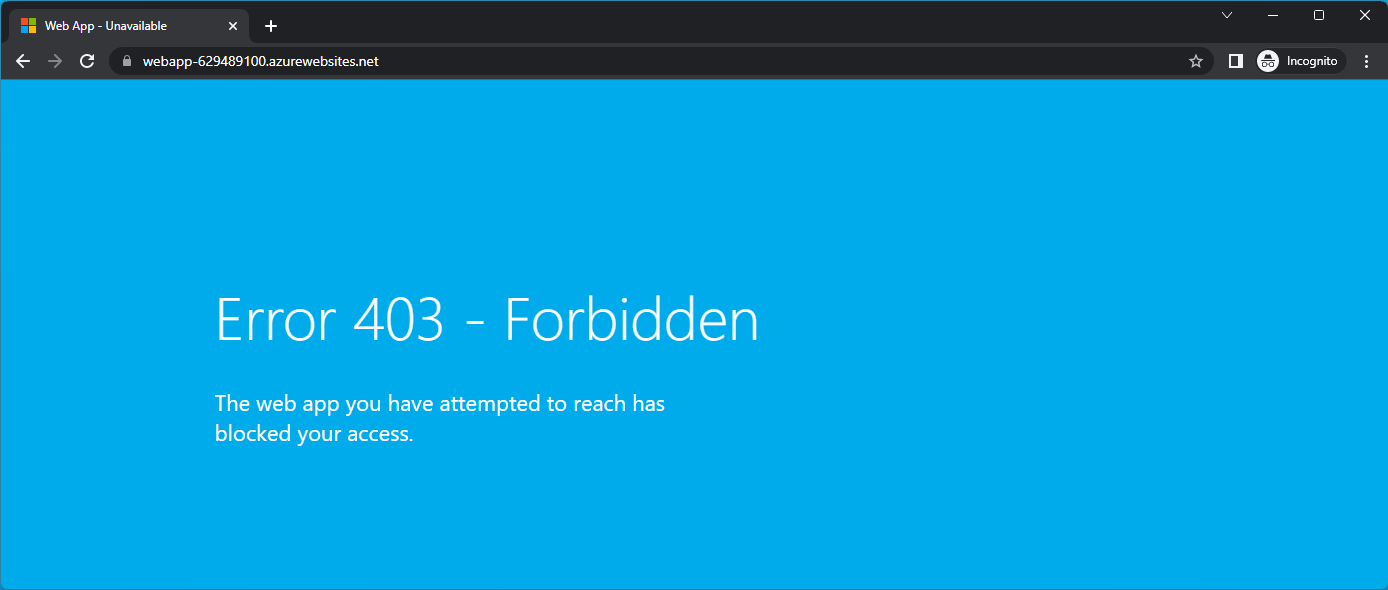 Web App - Unavailable
webapp-629489100.azurewebsites.net
Incognito
Error 403 - Forbidden
The web app you have attempted to reach has
blocked your access.